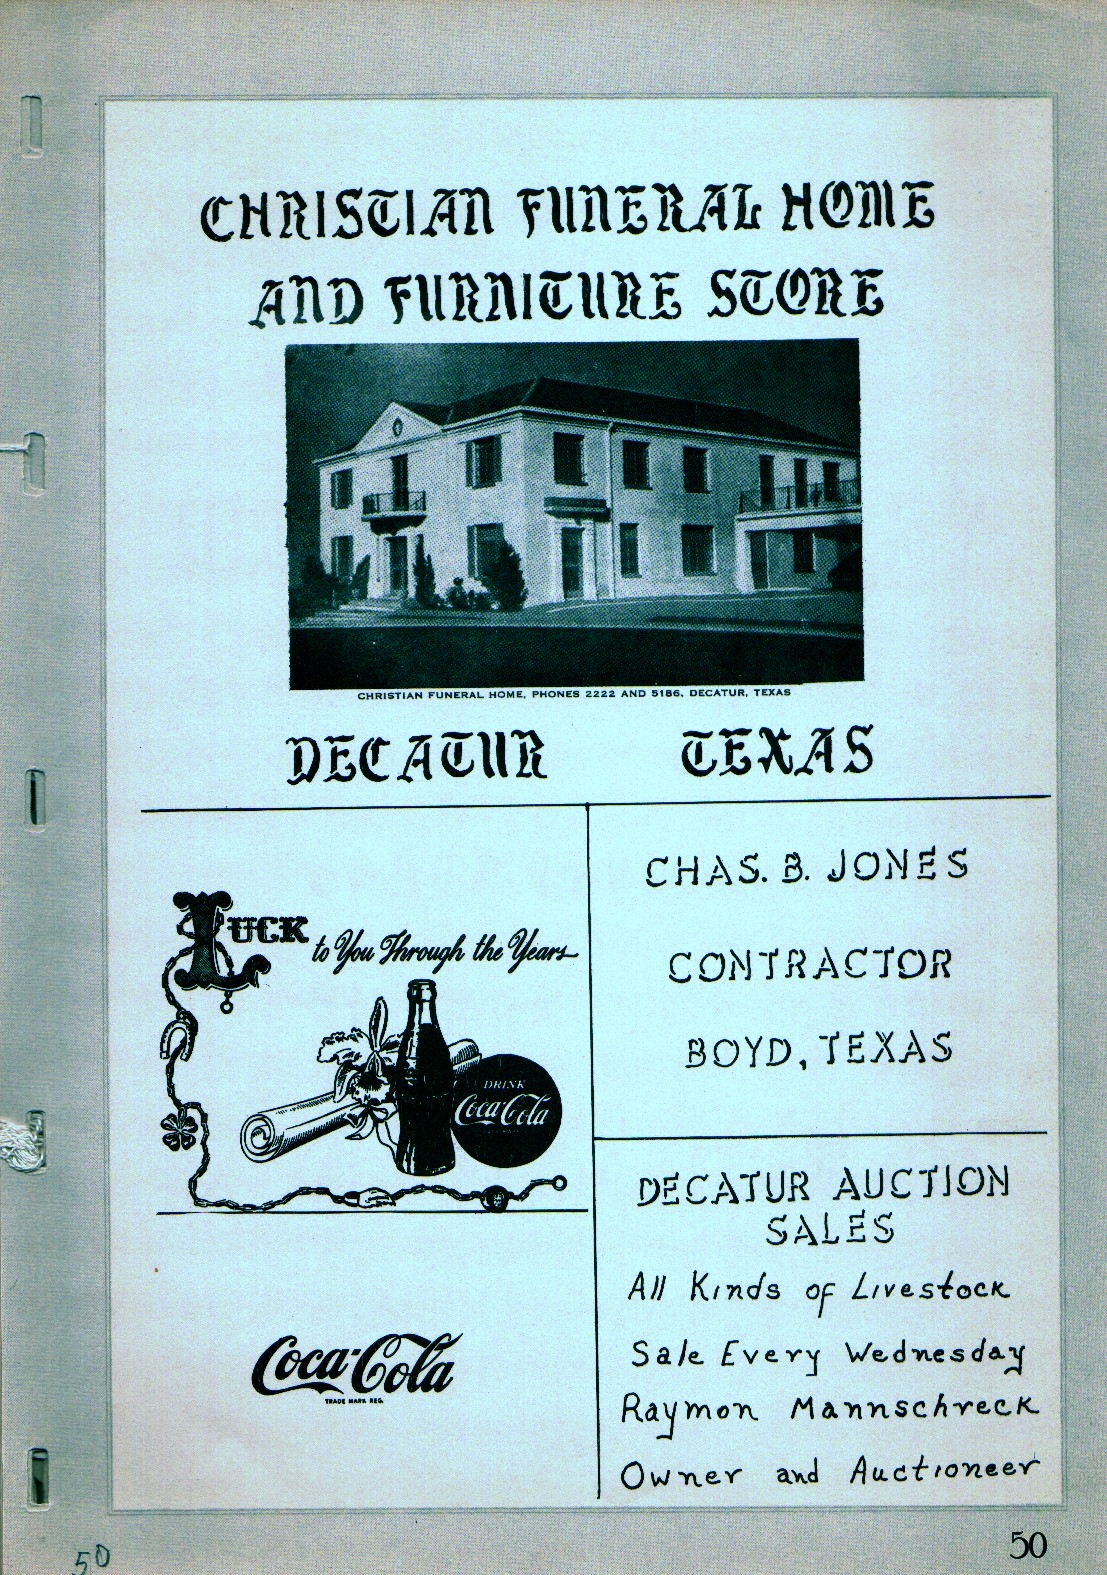 CHRISTIAN FUNERAL HOME
AND FURNITURE STORE
CHRISTIAN FUNERAL HOME, PHONES 2222 AND 5186, DECATUR, TEXAS
DECATUR TEXAS
LUCK to You Through the Years
DRINK
Coca-Cola
Coca-Cola
TRADE MARK REG.
CHAS. B. JONES
CONTRACTOR
BOYD, TEXAS
DECATUR AUCTION
SALES
All Kinds of Livestock
Sale Every Wednesday
Raymon Mannschreck
Owner and Auctioneer
50
50